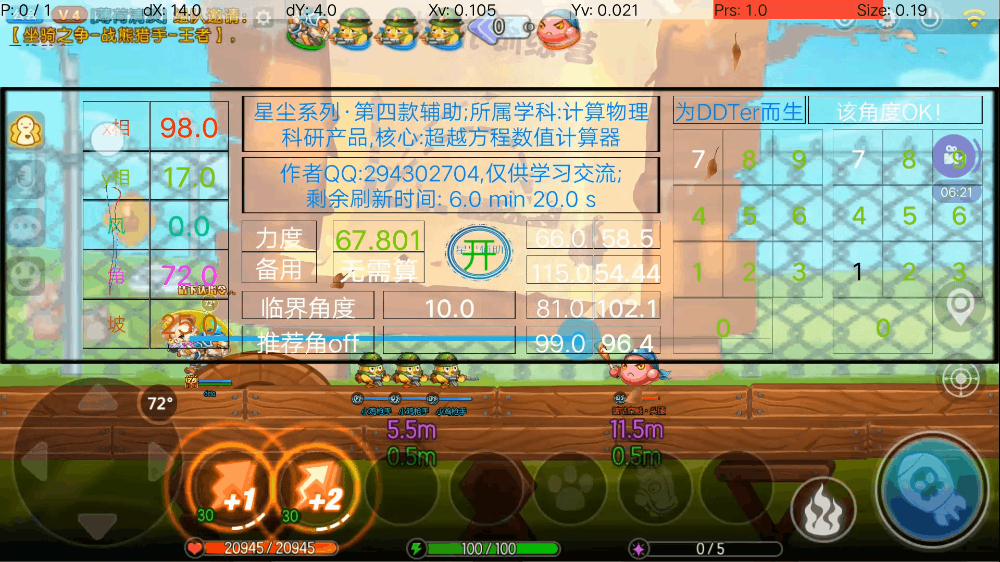 P: 0 / 1
dX: 14.0
dY: 4.0
Xv: 0.105
Yv: 0.021
Prs: 1.0
Size: 0.19
公会 V 4 [薄荷清爽] 组队邀请:
【坐骑之争-战熊猎手-王者】,
0
训练营
x相 98.0
y相 17.0
风 0.0
角 72.0
坡 25.0
星尘系列·第四款辅助;所属学科:计算物理
科研产品,核心:超越方程数值计算器
作者QQ:294302704,仅供学习交流;
剩余刷新时间: 6.0 min 20.0 s
力度 67.801
备用 无需算
星尘辅助
开
66.0 58.5
115.0 54.44
临界角度 10.0
81.0 102.1
推荐角off
99.0 96.4
为DDTer而生
该角度OK!
7 8 9
4 5 6
1 2 3
0
7 8 9
4 5 6
1 2 3
0
06:21
请下达指令..
72°
75
deta
01 01 01
小鸡枪手 小鸡枪手 小鸡枪手
5.5m
0.5m
01
啵咕空贼·头硬
11.5m
0.5m
72°
+1
30
+2
30
20945/20945
100/100
0/5